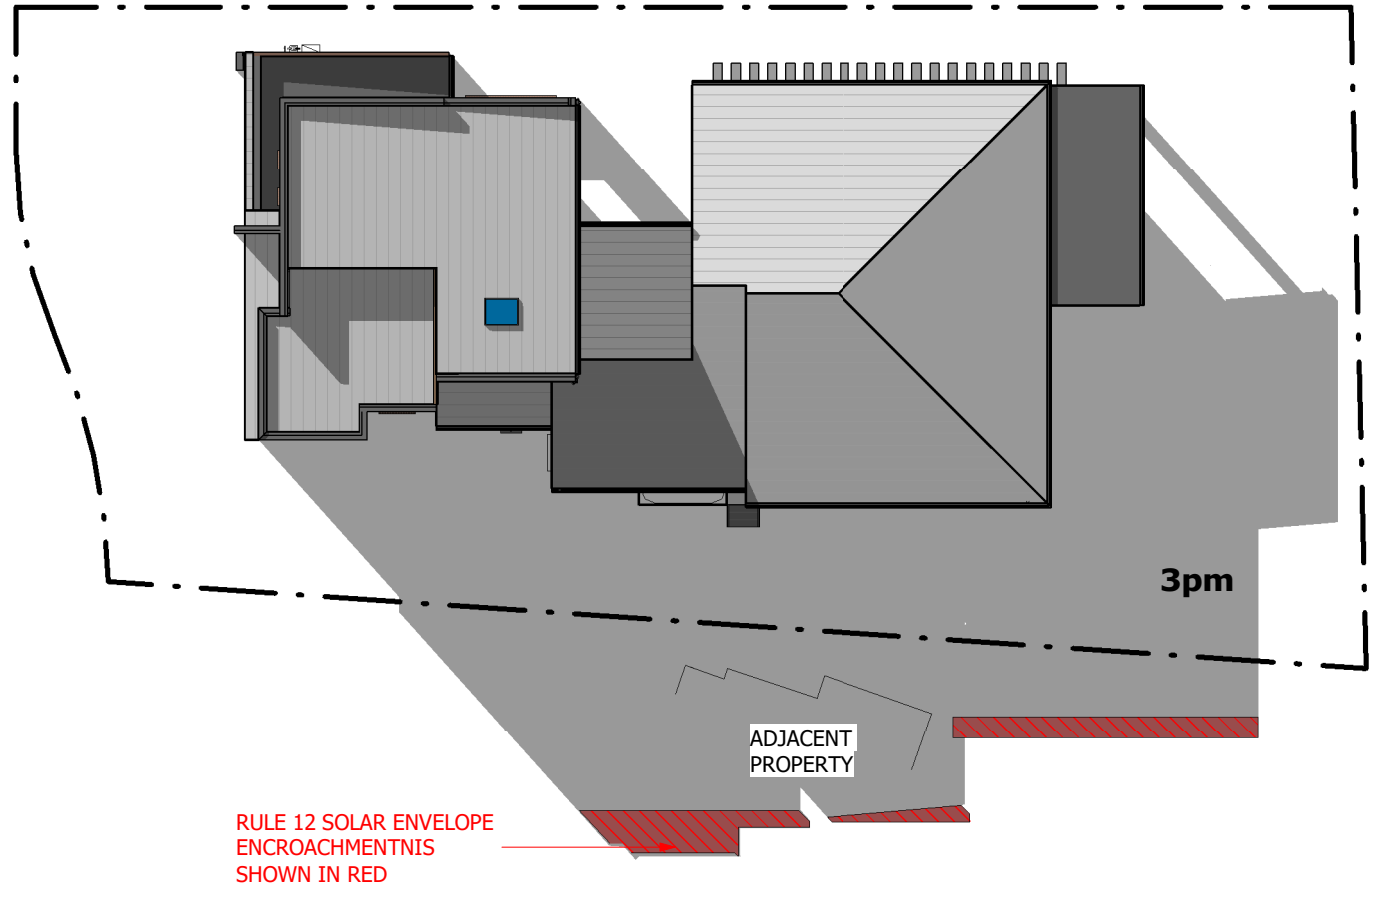 3pm
ADJACENT
PROPERTY
RULE 12 SOLAR ENVELOPE
ENCROACHMENTNIS
SHOWN IN RED